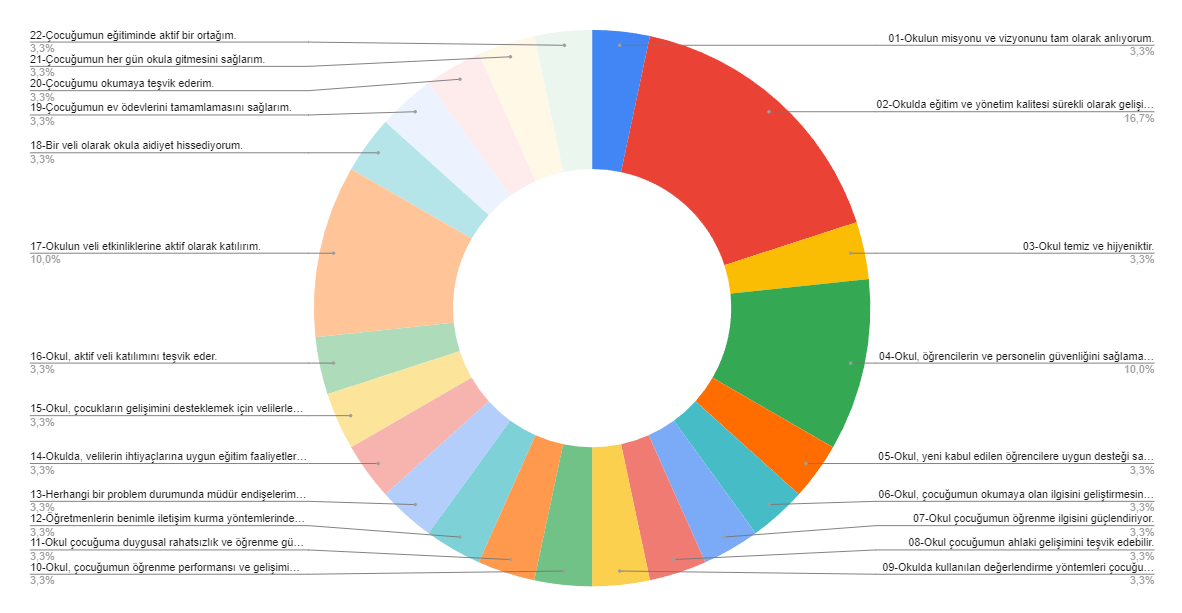 22-Çocuğumun eğitiminde aktif bir ortağım.
3,3%
21-Çocuğumun her gün okula gitmesini sağlarım.
3,3%
20-Çocuğumu okumaya teşvik ederim.
3,3%
19-Çocuğumun ev ödevlerini tamamlamasını sağlarım.
3,3%
18-Bir veli olarak okula aidiyet hissediyorum.
3,3%
17-Okulun veli etkinliklerine aktif olarak katılırım.
10,0%
16-Okul, aktif veli katılımını teşvik eder.
3,3%
15-Okul, çocukların gelişimini desteklemek için velilerle…
3,3%
14-Okulda, velilerin ihtiyaçlarına uygun eğitim faaliyetler…
3,3%
13-Herhangi bir problem durumunda müdür endişelerim…
3,3%
12-Öğretmenlerin benimle iletişim kurma yöntemlerinde…
3,3%
11-Okul çocuğuma duygusal rahatsızlık ve öğrenme gü…
3,3%
10-Okul, çocuğumun öğrenme performansı ve gelişimi…
3,3%
01-Okulun misyonu ve vizyonunu tam olarak anlıyorum.
3,3%
02-Okulda eğitim ve yönetim kalitesi sürekli olarak gelişi…
16,7%
03-Okul temiz ve hijyeniktir.
3,3%
04-Okul, öğrencilerin ve personelin güvenliğini sağlama…
10,0%
05-Okul, yeni kabul edilen öğrencilere uygun desteği sa…
3,3%
06-Okul, çocuğumun okumaya olan ilgisini geliştirmesin…
3,3%
07-Okul çocuğumun öğrenme ilgisini güçlendiriyor.
3,3%
08-Okul çocuğumun ahlaki gelişimini teşvik edebilir.
3,3%
09-Okulda kullanılan değerlendirme yöntemleri çocuğu…
3,3%